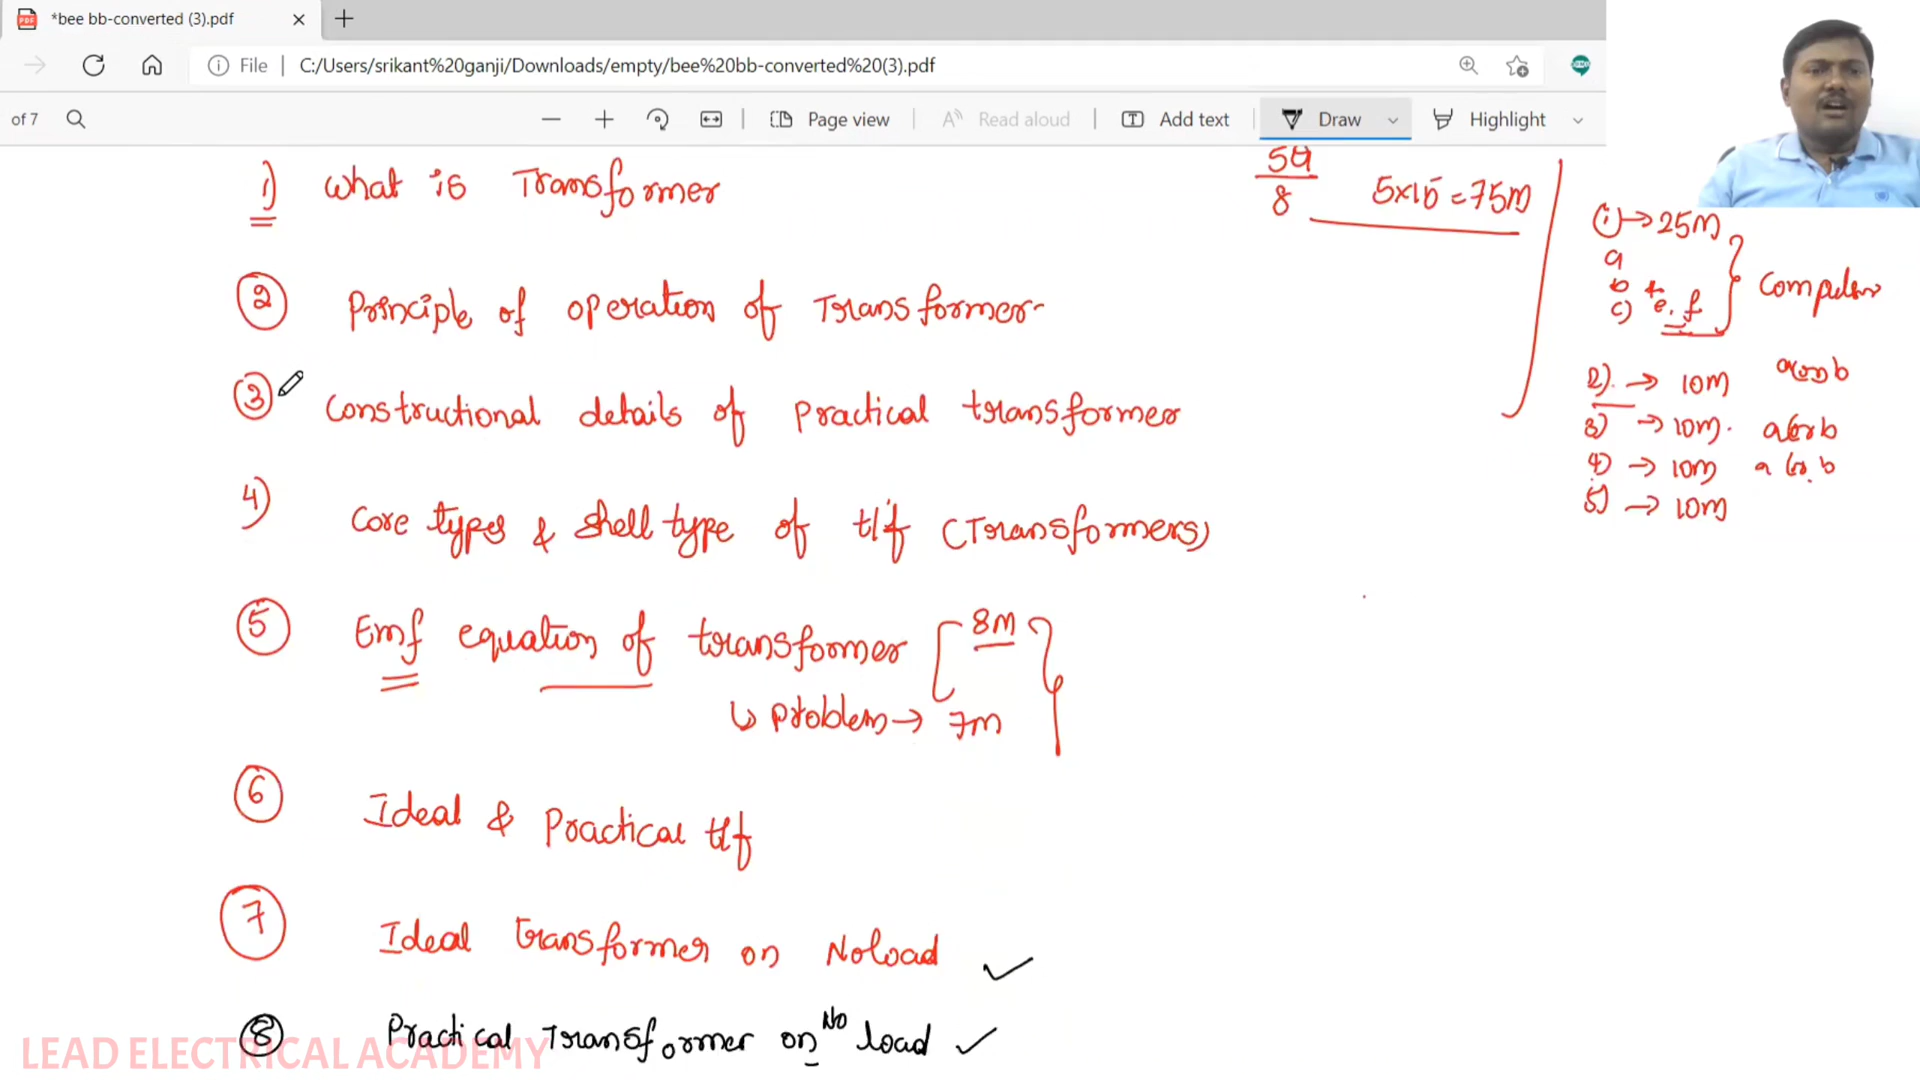 *bee bb-converted (3).pdf
File
C:/Users/srikant%20ganji/Downloads/empty/bee%20bb-converted%20(3).pdf
of 7
Page view
Read aloud
Add text
Draw
Highlight
1) What is Transformer
② Principle of operation of Transformer
③ Constructional details of Practical transformer
4) Core types & shell type of t/f (Transformers)
⑤ Emf equation of transformer [8M
↳ problem → 7m
⑥ Ideal & Practical t/f
⑦ Ideal transformer on Noload ✓
⑧ Practical Transformer on No load ✓
5Q
8
5x15 = 75M
① → 25M
a
b
c) e, f
2) → 10M a or b
3) → 10M. a or b
4) → 10M a or b
5) → 10M
LEAD ELECTRICAL ACADEMY